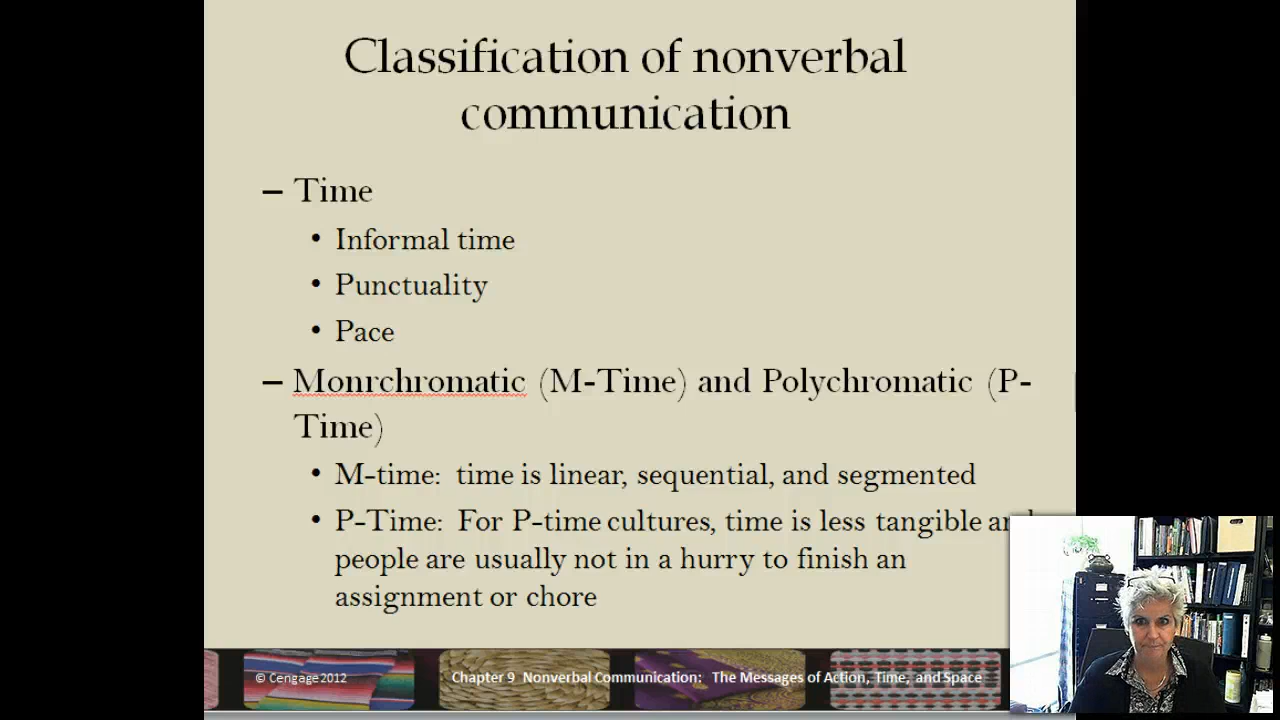 Classification of nonverbal
communication
– Time
• Informal time
• Punctuality
• Pace
– Monrchromatic (M-Time) and Polychromatic (P-
Time)
• M-time: time is linear, sequential, and segmented
• P-Time: For P-time cultures, time is less tangible and
people are usually not in a hurry to finish an
assignment or chore
© Cengage 2012
Chapter 9 Nonverbal Communication: The Messages of Action, Time, and Space